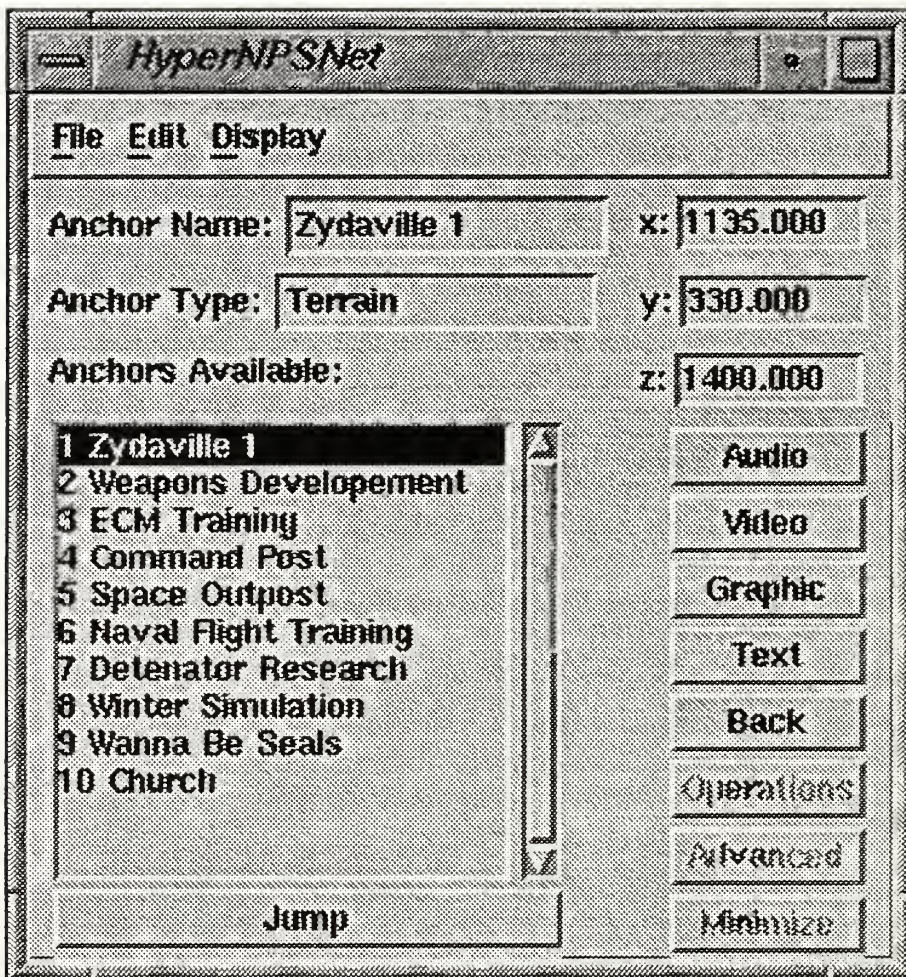 HyperNPSNet
File Edit Display
Anchor Name: Zydaville 1 x: 1135.000
Anchor Type: Terrain y: 330.000
Anchors Available: z: 1400.000
1 Zydaville 1
2 Weapons Developement
3 ECM Training
4 Command Post
5 Space Outpost
6 Naval Flight Training
7 Detenator Research
8 Winter Simulation
9 Wanna Be Seals
10 Church
Jump
Audio
Video
Graphic
Text
Back
Operations
Advanced
Minimize